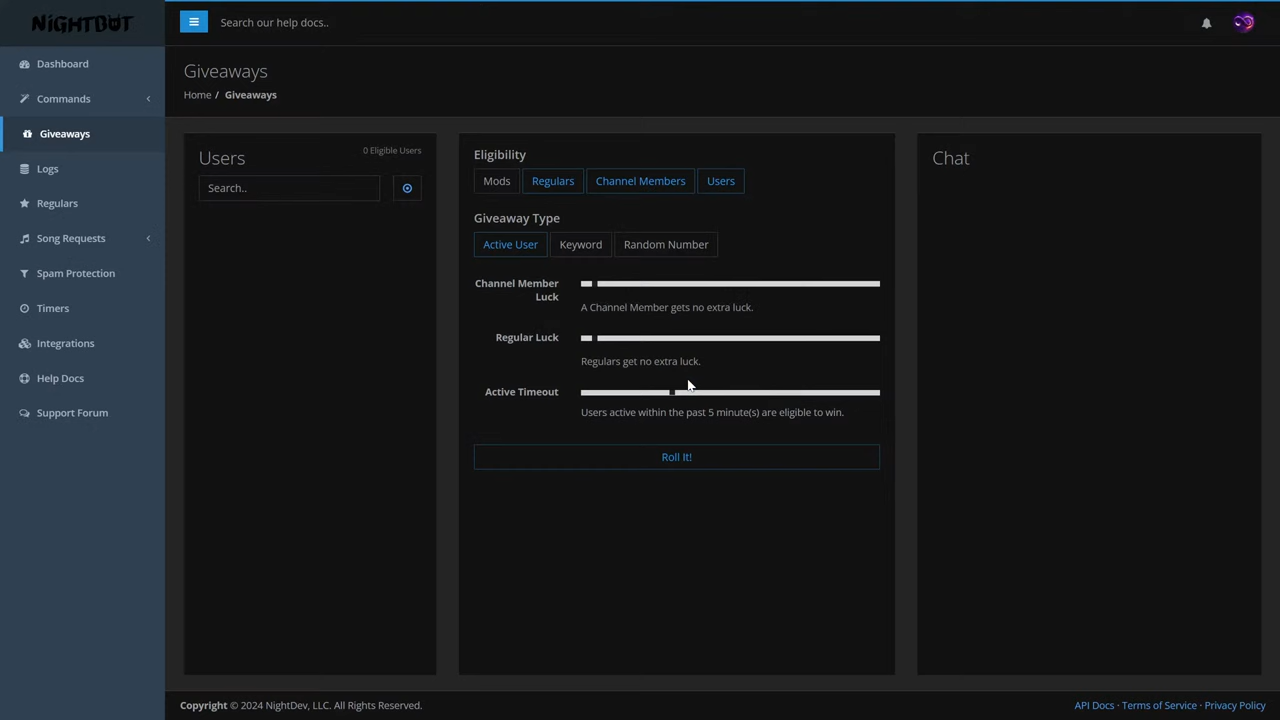 NiGHTBOT
Search our help docs..
Dashboard
Commands
Giveaways
Logs
Regulars
Song Requests
Spam Protection
Timers
Integrations
Help Docs
Support Forum
Giveaways
Home / Giveaways
Users
0 Eligible Users
Search..
Eligibility
Mods Regulars Channel Members Users
Giveaway Type
Active User Keyword Random Number
Channel Member
Luck
A Channel Member gets no extra luck.
Regular Luck
Regulars get no extra luck.
Active Timeout
Users active within the past 5 minute(s) are eligible to win.
Roll It!
Chat
Copyright © 2024 NightDev, LLC. All Rights Reserved.
API Docs · Terms of Service · Privacy Policy